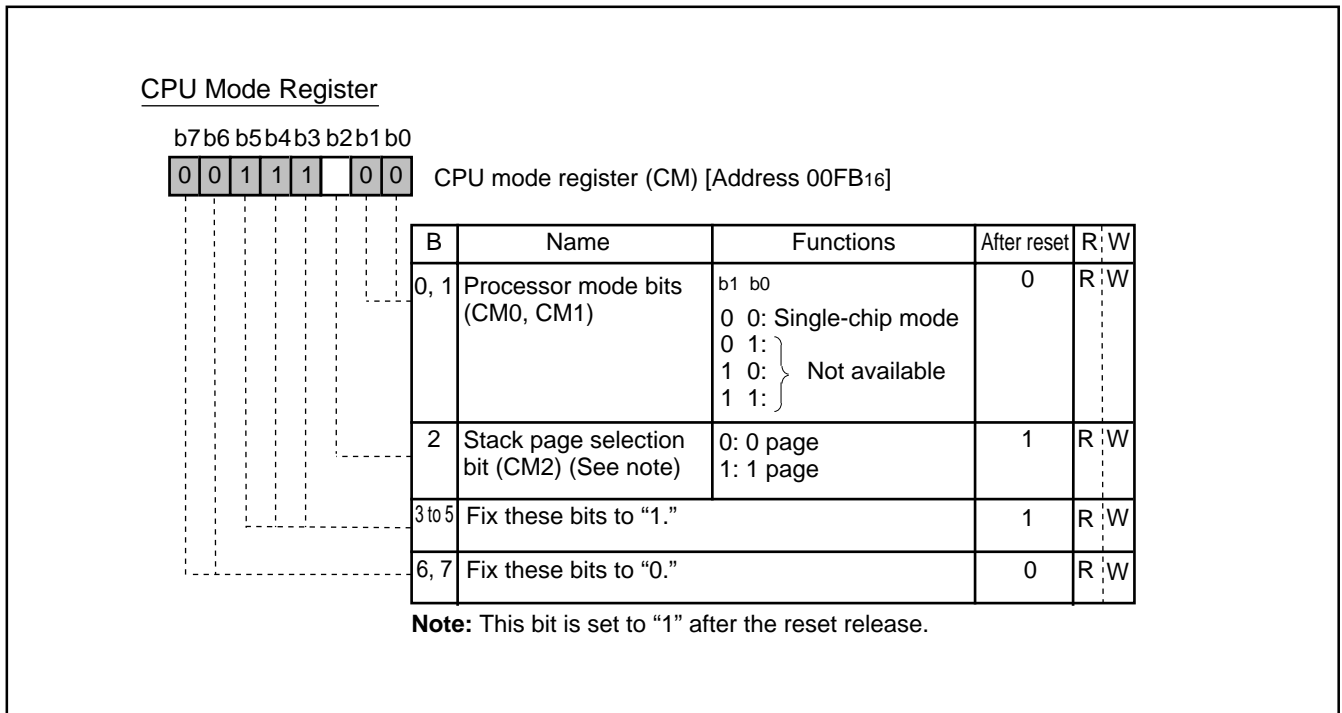 CPU Mode Register
b7 b6 b5 b4 b3 b2 b1 b0
0 0 1 1 1 0 0
CPU mode register (CM) [Address 00FB16]
B Name Functions After reset R W
0, 1 Processor mode bits (CM0, CM1) b1 b0 0 R W
0 0: Single-chip mode
0 1:
1 0: Not available
1 1:
2 Stack page selection bit (CM2) (See note) 0: 0 page 1 R W
1: 1 page
3 to 5 Fix these bits to “1.” 1 R W
6, 7 Fix these bits to “0.” 0 R W
Note: This bit is set to “1” after the reset release.